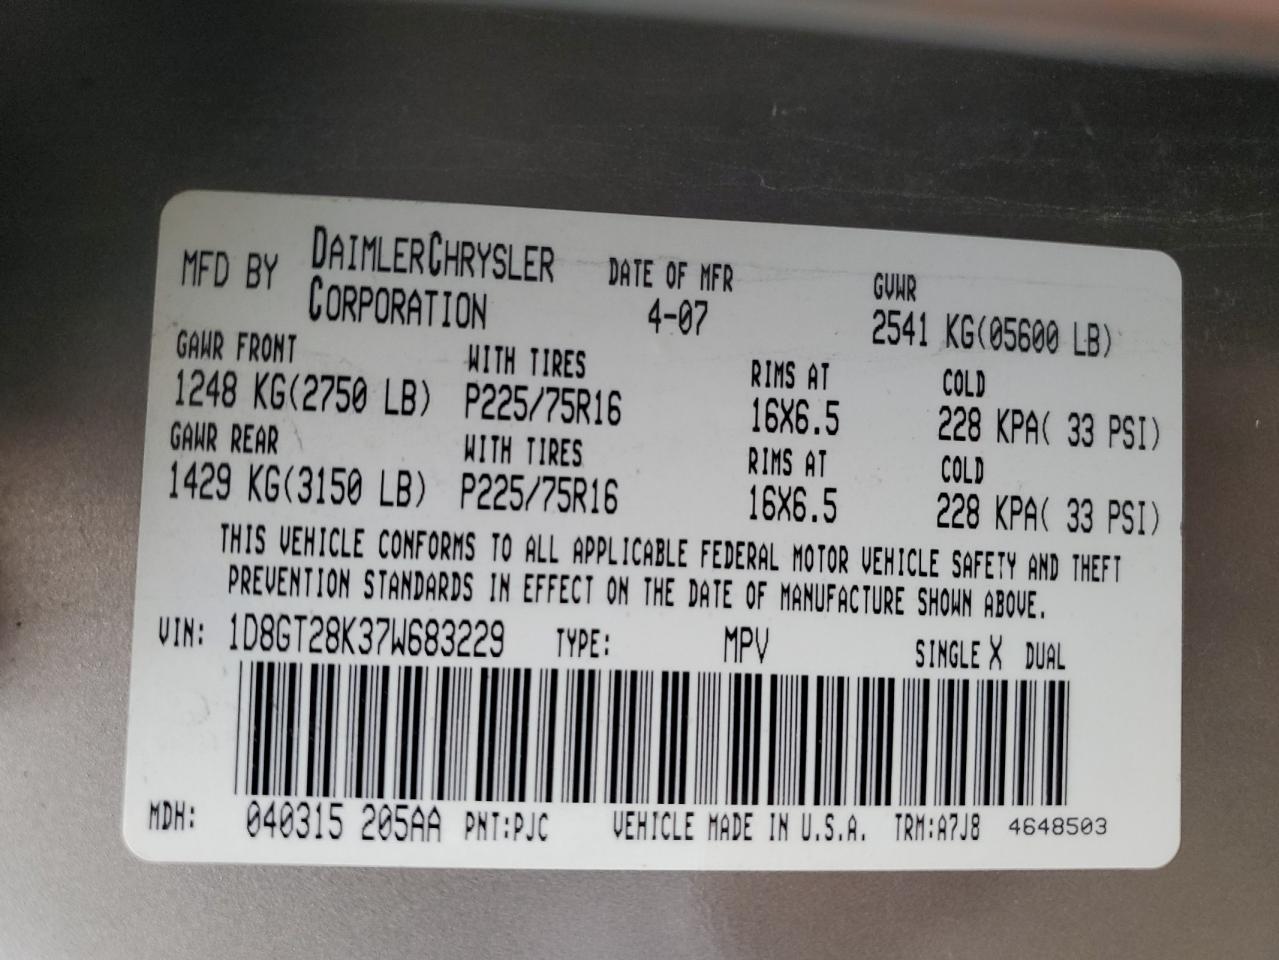 MFD BY DAIMLERCHRYSLER CORPORATION DATE OF MFR 4-07 GVWR 2541 KG(05600 LB)
GAWR FRONT WITH TIRES RIMS AT COLD
1248 KG(2750 LB) P225/75R16 16X6.5 228 KPA( 33 PSI)
GAWR REAR WITH TIRES RIMS AT COLD
1429 KG(3150 LB) P225/75R16 16X6.5 228 KPA( 33 PSI)
THIS VEHICLE CONFORMS TO ALL APPLICABLE FEDERAL MOTOR VEHICLE SAFETY AND THEFT
PREVENTION STANDARDS IN EFFECT ON THE DATE OF MANUFACTURE SHOWN ABOVE.
VIN: 1D8GT28K37W683229 TYPE: MPV SINGLE X DUAL
MDH: 040315 205AA PNT:PJC VEHICLE MADE IN U.S.A. TRM:A7J8 4648503